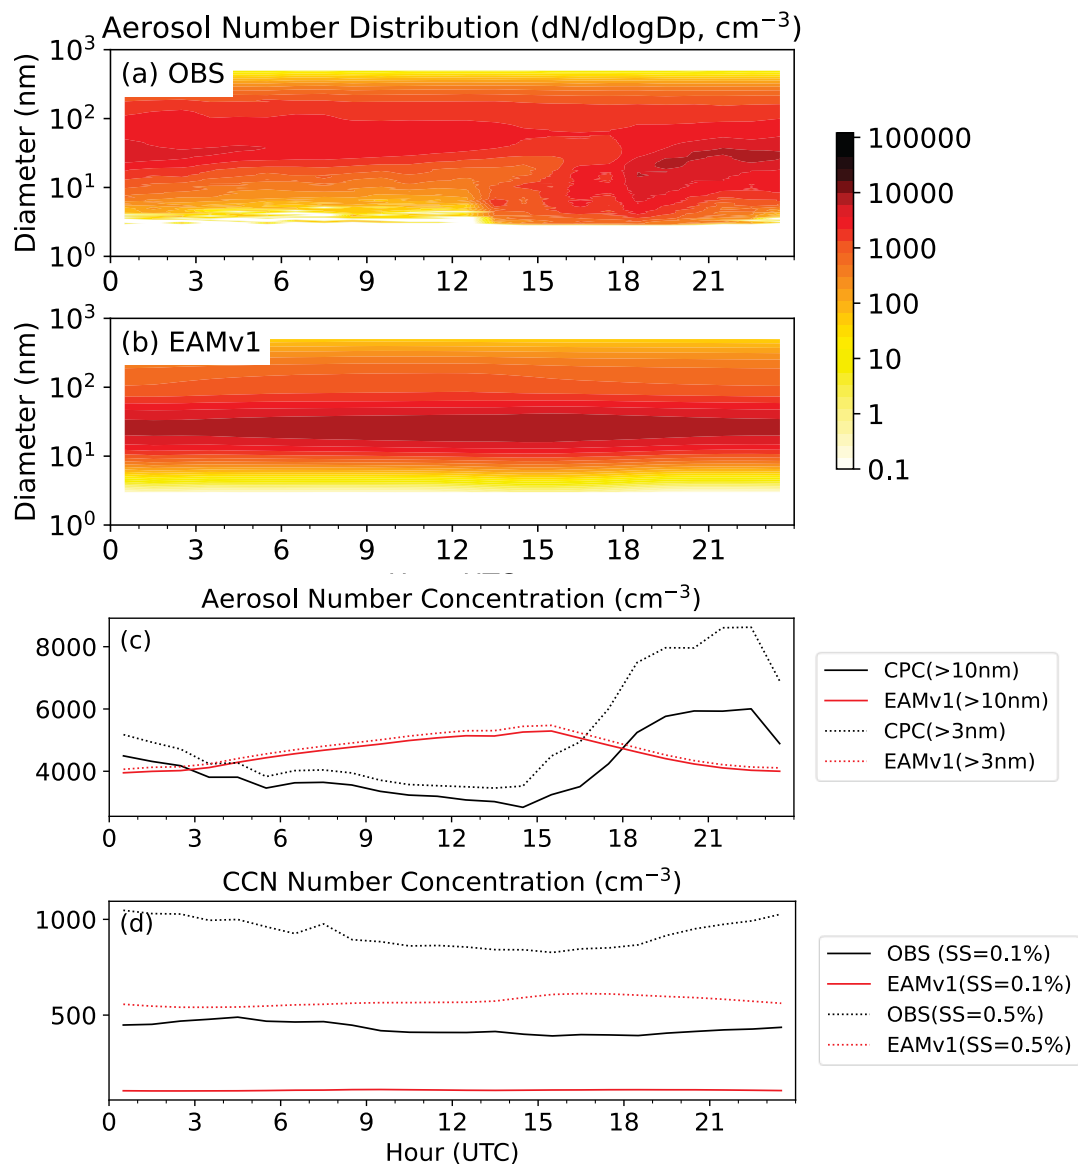 Aerosol Number Distribution (dN/dlogDp, cm⁻³)
(a) OBS
Diameter (nm)
10³
10²
10¹
10⁰
0 3 6 9 12 15 18 21
100000
10000
1000
100
10
1
0.1
(b) EAMv1
Diameter (nm)
10³
10²
10¹
10⁰
0 3 6 9 12 15 18 21
Aerosol Number Concentration (cm⁻³)
(c)
8000
6000
4000
0 3 6 9 12 15 18 21
CPC(>10nm)
EAMv1(>10nm)
CPC(>3nm)
EAMv1(>3nm)
CCN Number Concentration (cm⁻³)
(d)
1000
500
0 3 6 9 12 15 18 21
Hour (UTC)
OBS (SS=0.1%)
EAMv1(SS=0.1%)
OBS(SS=0.5%)
EAMv1(SS=0.5%)